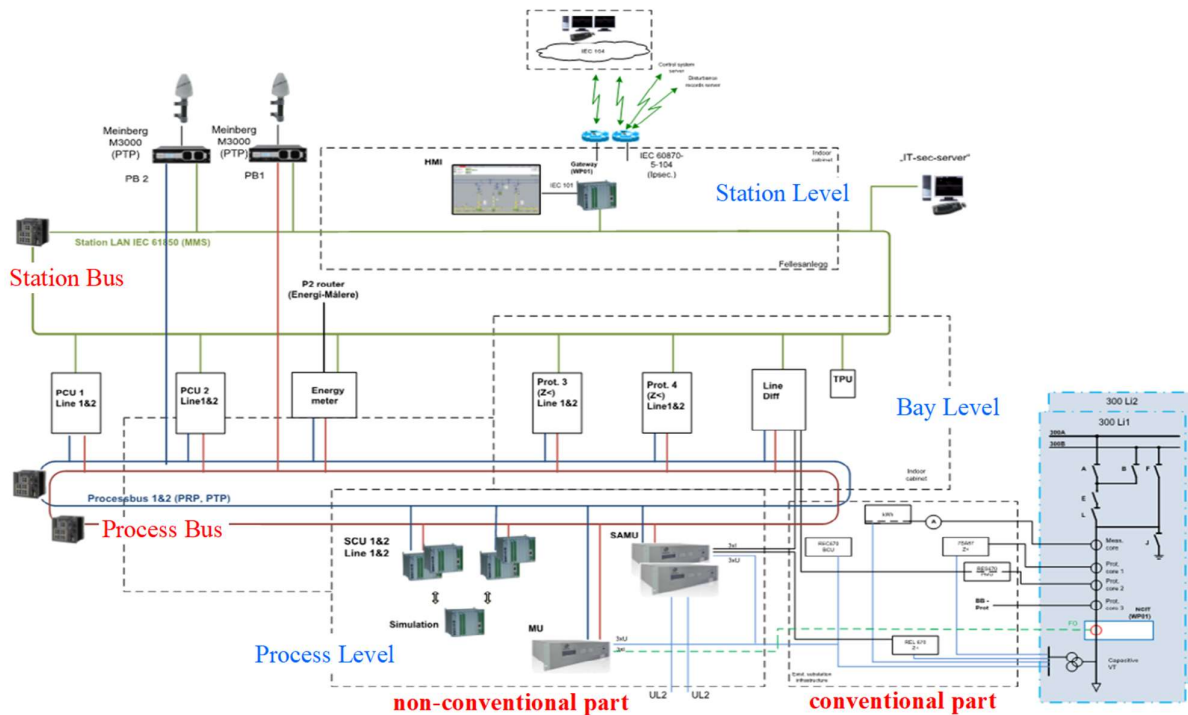 IEC 104
Control system
server
Disturbance
records server
Meinberg
M3000
(PTP)
PB 2
Meinberg
M3000
(PTP)
PB1
HMI
IEC 101
Gateway
(WP01)
IEC 60870-
5-104
(Ipsec.)
Indoor
cabinet
Station Level
„IT-sec-server"
Station LAN IEC 61850 (MMS)
Station Bus
Fellesanlegg
P2 router
(Energi-Målere)
PCU 1
Line 1&2
PCU 2
Line1&2
Energy
meter
Prot. 3
(Z<)
Line 1&2
Prot. 4
(Z<)
Line1&2
Line
Diff
TPU
Bay Level
Indoor
cabinet
Processbus 1&2 (PRP, PTP)
Process Bus
SCU 1&2
Line 1&2
SAMU
3xI
3xU
Simulation
MU
3xU
Process Level
UL2
UL2
non-conventional part
conventional part
kWh
A
BB -
Prot
FO
REL 670
Z<
Exist. substation
infrastructure
300 Li2
300 Li1
300A
300B
A
B
F
E
L
J
Meas.
core
Prot.
core 1
Prot.
core 2
Prot.
core 3
NCIT
(WP01)
Capacitive
VT